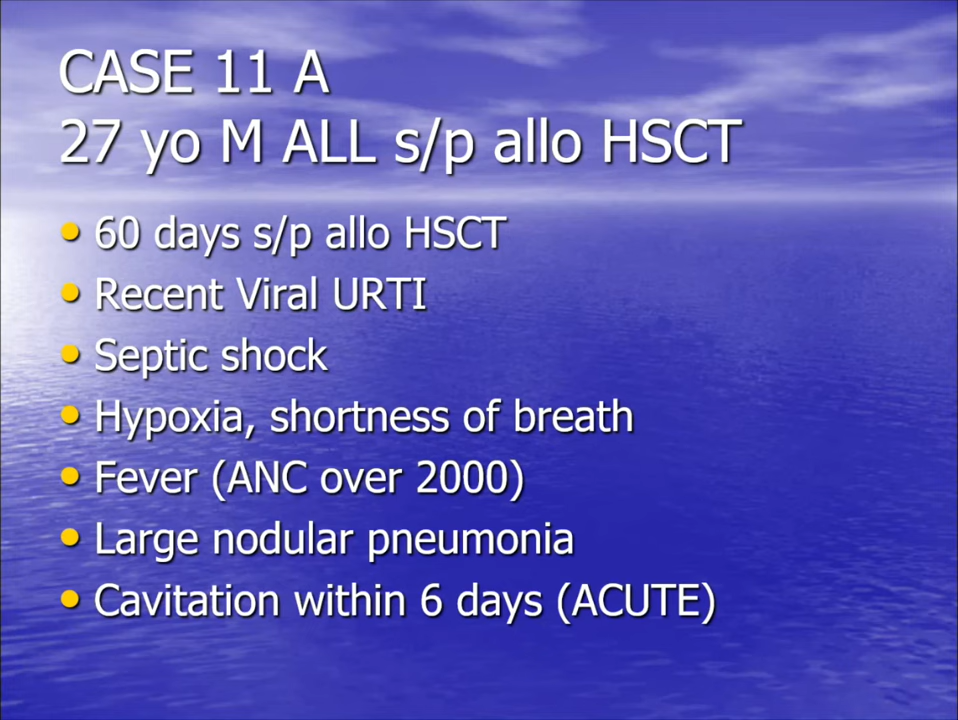 CASE 11 A
27 yo M ALL s/p allo HSCT
• 60 days s/p allo HSCT
• Recent Viral URTI
• Septic shock
• Hypoxia, shortness of breath
• Fever (ANC over 2000)
• Large nodular pneumonia
• Cavitation within 6 days (ACUTE)